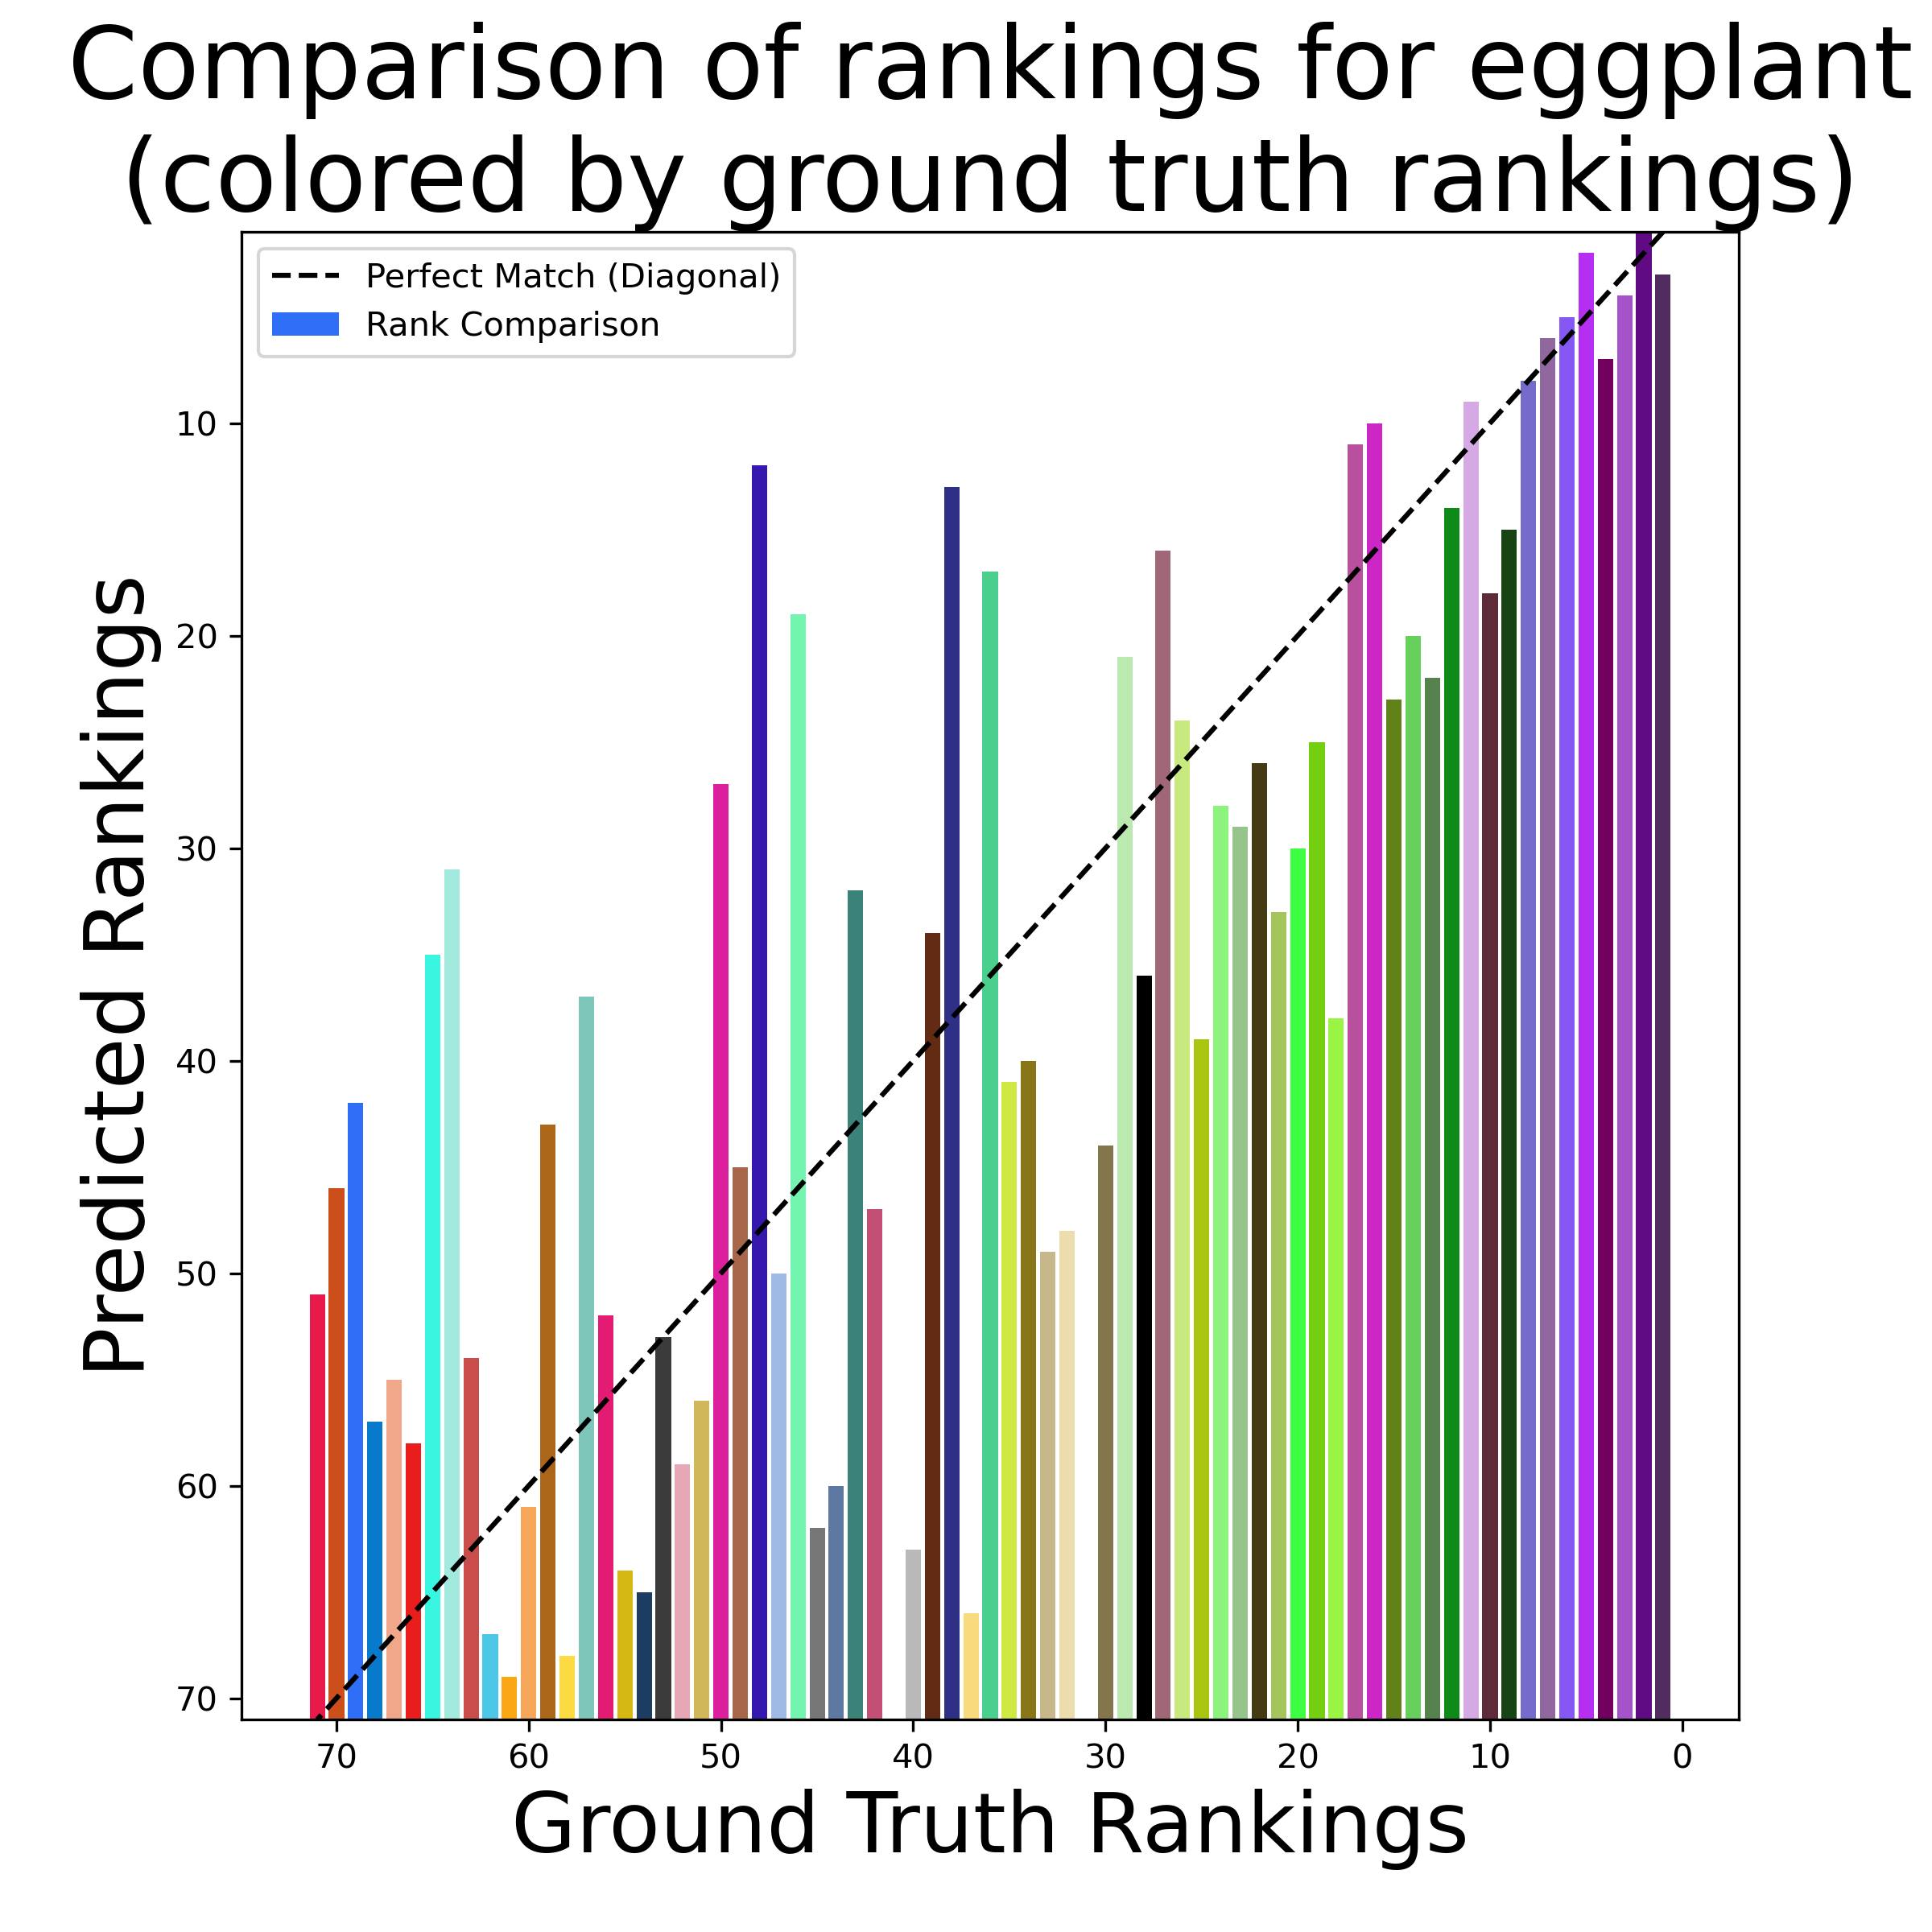 Comparison of rankings for eggplant
(colored by ground truth rankings)
Perfect Match (Diagonal)
Rank Comparison
Predicted Rankings
10
20
30
40
50
60
70
70 60 50 40 30 20 10 0
Ground Truth Rankings